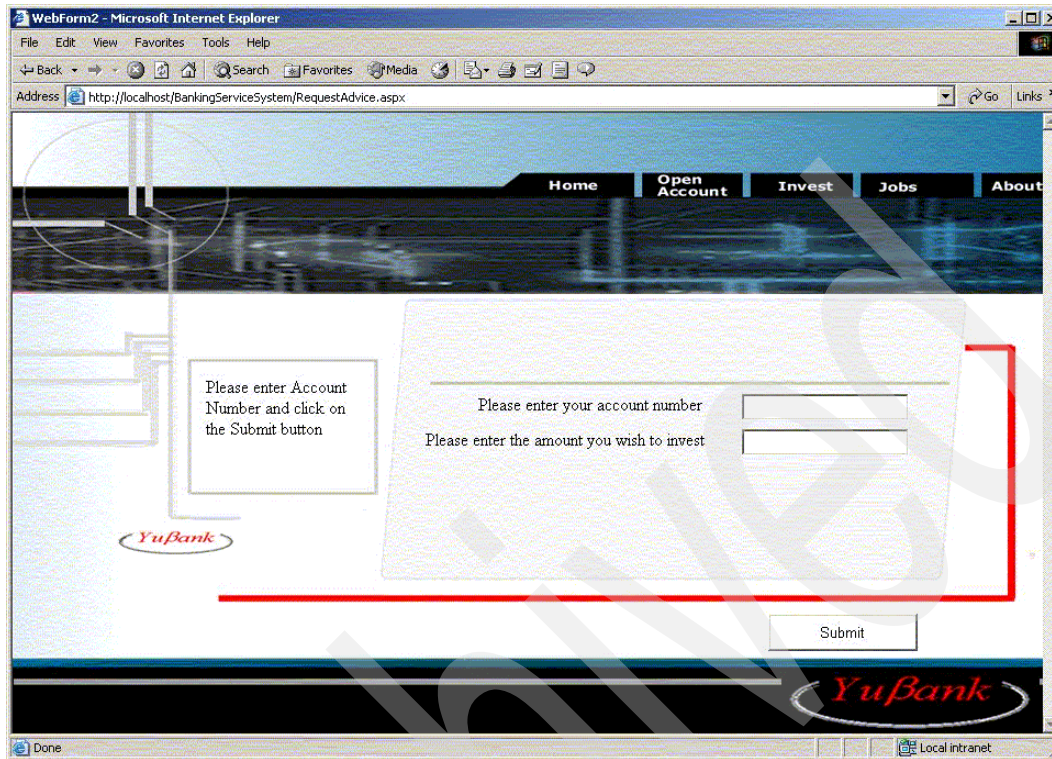 WebForm2 - Microsoft Internet Explorer
File Edit View Favorites Tools Help
Back Search Favorites Media
Address http://localhost/BankingServiceSystem/RequestAdvice.aspx Go Links
Home Open Account Invest Jobs About
Please enter Account
Number and click on
the Submit button
Please enter your account number
Please enter the amount you wish to invest
YuBank
Submit
YuBank
Done Local intranet